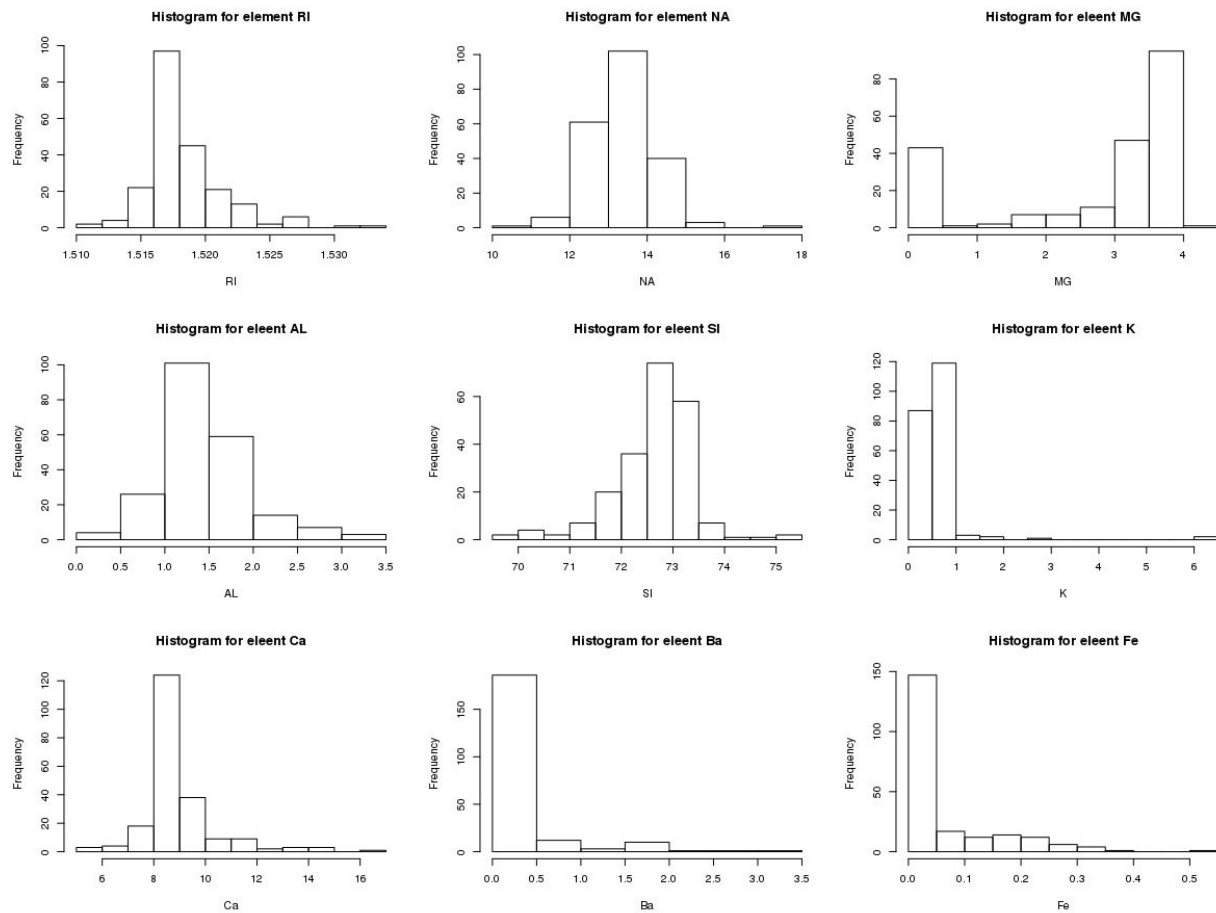 Histogram for element RI
Frequency
0 20 40 60 80 100
1.510 1.515 1.520 1.525 1.530
RI
Histogram for element NA
Frequency
0 20 40 60 80 100
10 12 14 16 18
NA
Histogram for eleent MG
Frequency
0 20 40 60 80
0 1 2 3 4
MG
Histogram for eleent AL
Frequency
0 20 40 60 80 100
0.0 0.5 1.0 1.5 2.0 2.5 3.0 3.5
AL
Histogram for eleent SI
Frequency
0 20 40 60
70 71 72 73 74 75
SI
Histogram for eleent K
Frequency
0 20 40 60 80 100 120
0 1 2 3 4 5 6
K
Histogram for eleent Ca
Frequency
0 20 40 60 80 100 120
6 8 10 12 14 16
Ca
Histogram for eleent Ba
Frequency
0 50 100 150
0.0 0.5 1.0 1.5 2.0 2.5 3.0 3.5
Ba
Histogram for eleent Fe
Frequency
0 50 100 150
0.0 0.1 0.2 0.3 0.4 0.5
Fe